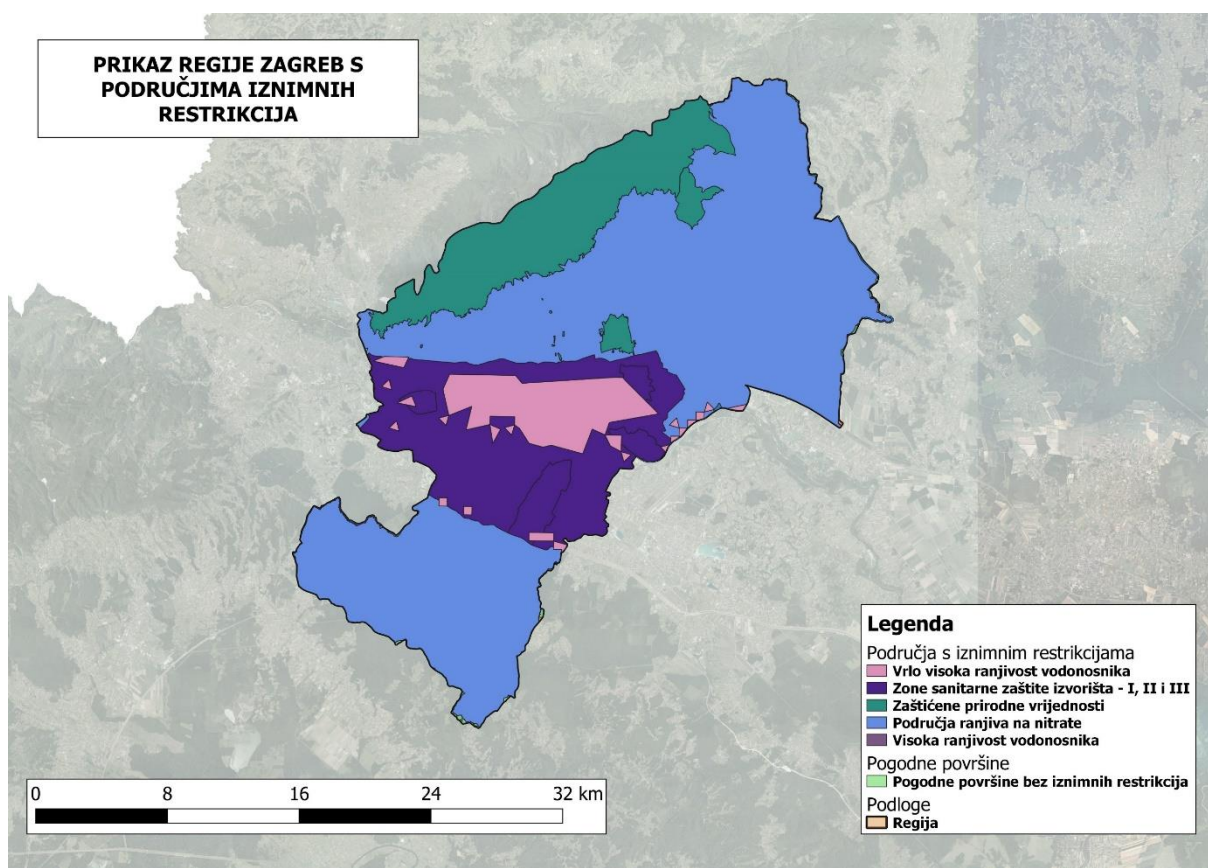 PRIKAZ REGIJE ZAGREB S
PODRUČJIMA IZNIMNIH
RESTRIKCIJA
Legenda
Područja s iznimnim restrikcijama
Vrlo visoka ranjivost vodonosnika
Zone sanitarne zaštite izvorišta - I, II i III
Zaštićene prirodne vrijednosti
Područja ranjiva na nitrate
Visoka ranjivost vodonosnika
Pogodne površine
Pogodne površine bez iznimnih restrikcija
Podloge
Regija
0 8 16 24 32 km